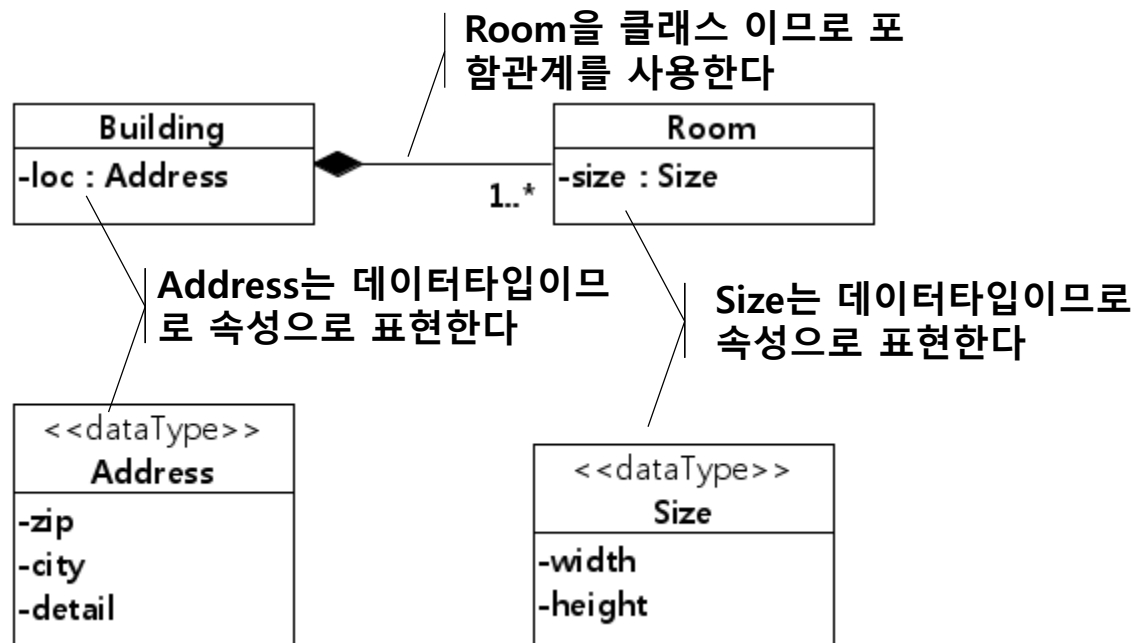 Room을 클래스 이므로 포
함관계를 사용한다
Building
-loc : Address
Room
-size : Size
1..*
Address는 데이터타입이므
로 속성으로 표현한다
Size는 데이터타입이므로
속성으로 표현한다
<<dataType>>
Address
-zip
-city
-detail
<<dataType>>
Size
-width
-height